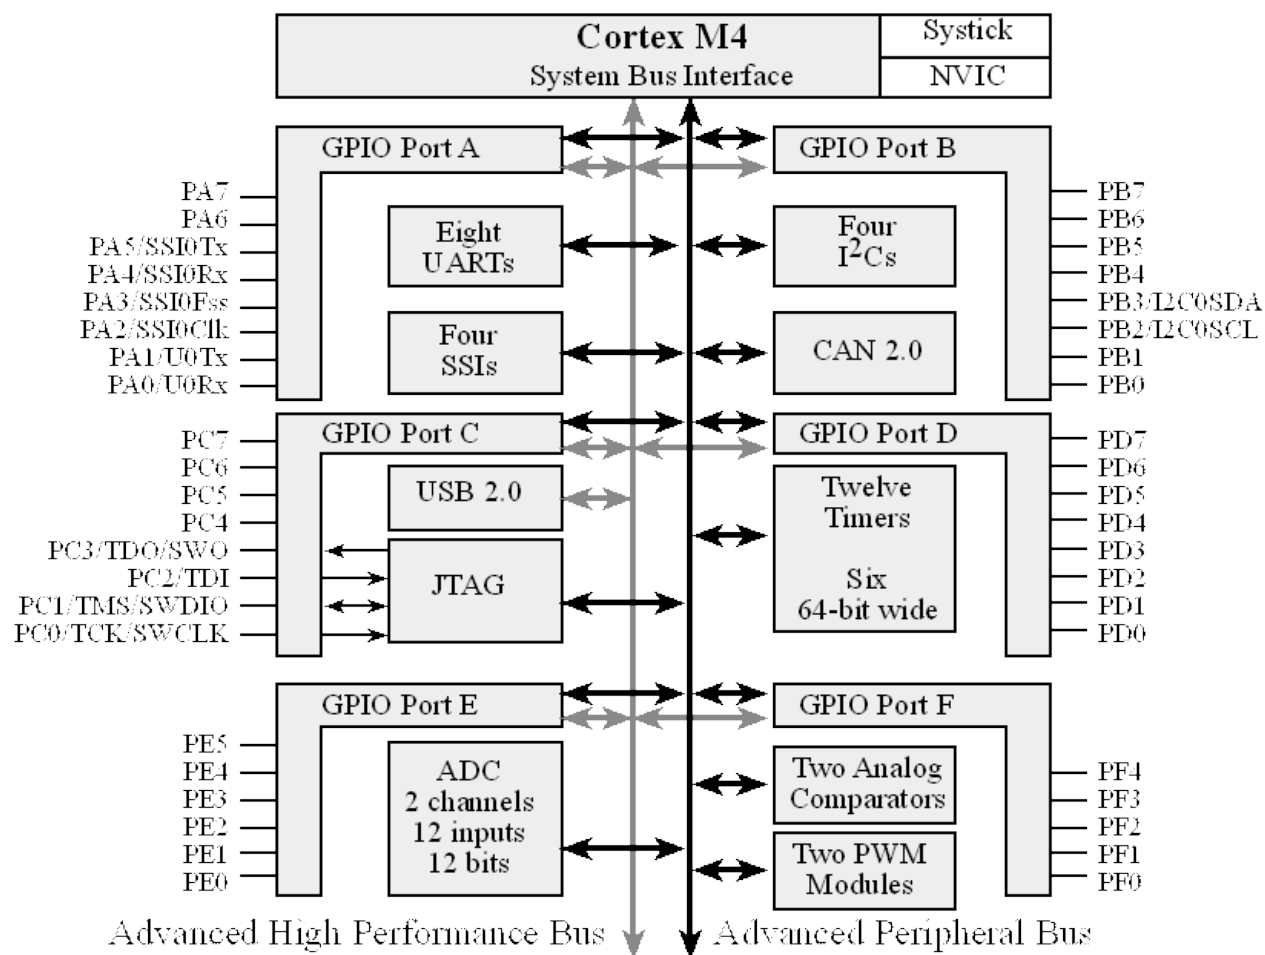 Cortex M4
System Bus Interface
Systick
NVIC
GPIO Port A
PA7
PA6
PA5/SSI0Tx
PA4/SSI0Rx
PA3/SSI0Fss
PA2/SSI0Clk
PA1/U0Tx
PA0/U0Rx
Eight
UARTs
Four
SSIs
GPIO Port B
Four
I²Cs
CAN 2.0
PB7
PB6
PB5
PB4
PB3/I2C0SDA
PB2/I2C0SCL
PB1
PB0
GPIO Port C
PC7
PC6
PC5
PC4
PC3/TDO/SWO
PC2/TDI
PC1/TMS/SWDIO
PC0/TCK/SWCLK
USB 2.0
JTAG
GPIO Port D
Twelve
Timers
Six
64-bit wide
PD7
PD6
PD5
PD4
PD3
PD2
PD1
PD0
GPIO Port E
PE5
PE4
PE3
PE2
PE1
PE0
ADC
2 channels
12 inputs
12 bits
GPIO Port F
Two Analog
Comparators
Two PWM
Modules
PF4
PF3
PF2
PF1
PF0
Advanced High Performance Bus
Advanced Peripheral Bus